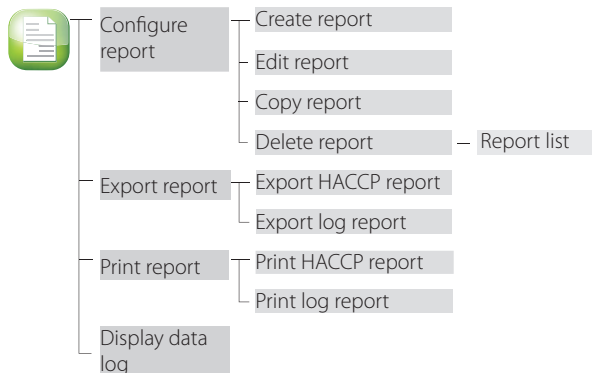 Configure
report
Create report
Edit report
Copy report
Delete report
Report list
Export report
Export HACCP report
Export log report
Print report
Print HACCP report
Print log report
Display data
log